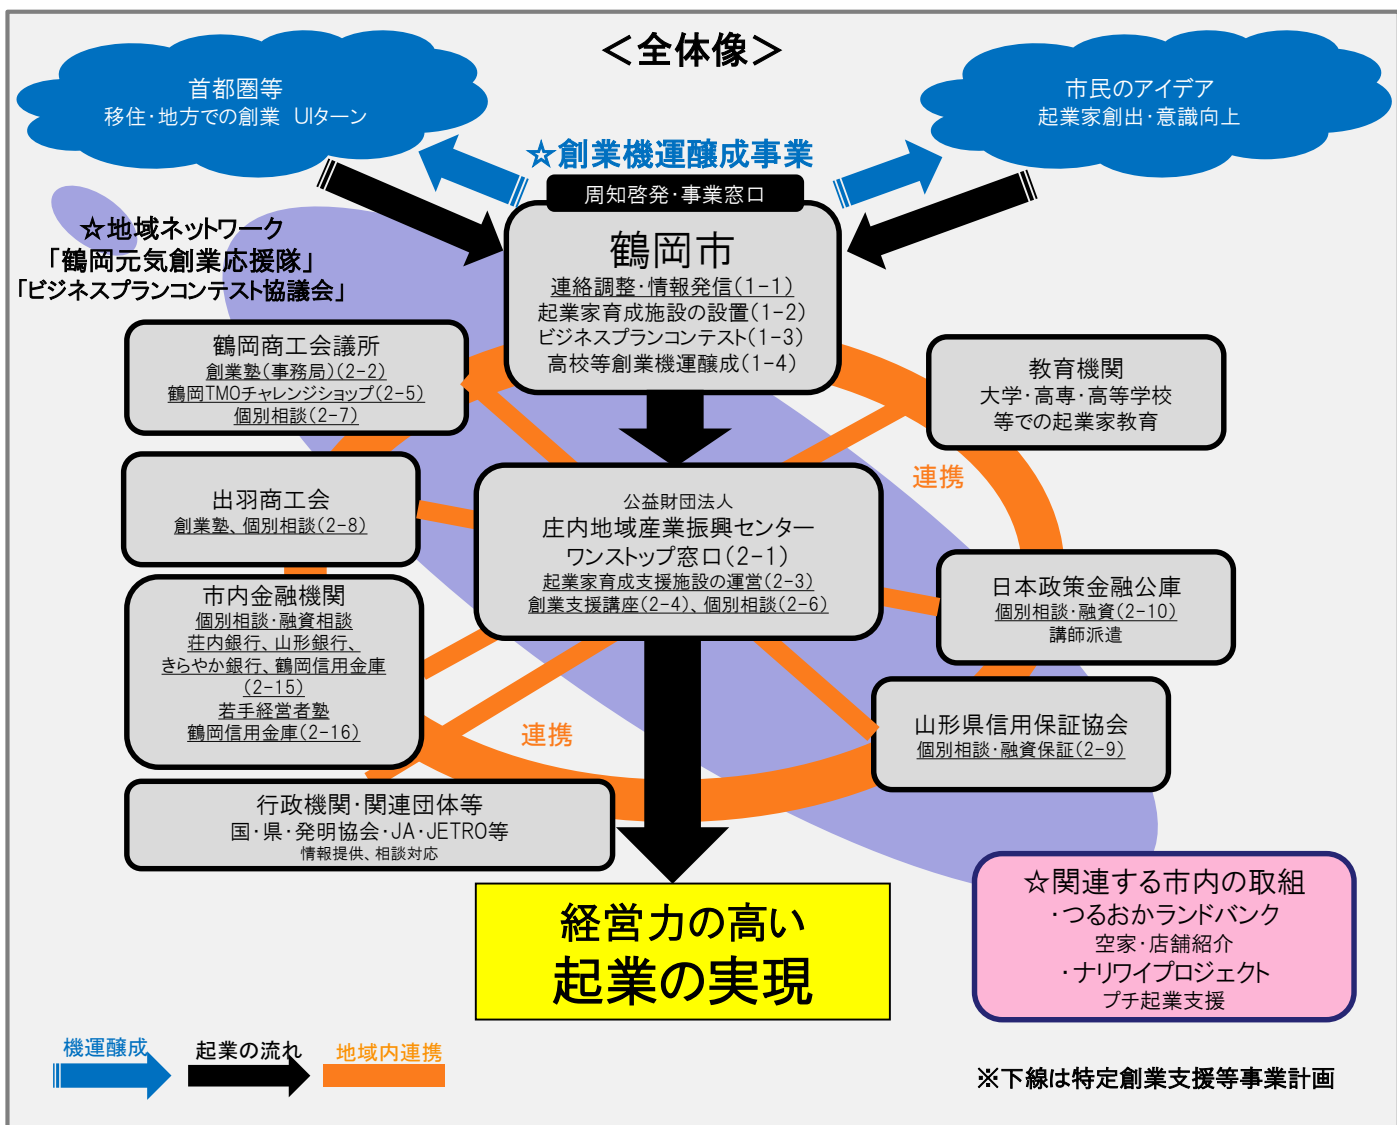 ＜全体像＞
首都圏等
移住・地方での創業　UIターン
市民のアイデア
起業家創出・意識向上
☆創業機運醸成事業
周知啓発・事業窓口
鶴岡市
連絡調整・情報発信(1-1)
起業家育成施設の設置(1-2)
ビジネスプランコンテスト(1-3)
高校等創業機運醸成(1-4)
☆地域ネットワーク
「鶴岡元気創業応援隊」
「ビジネスプランコンテスト協議会」
鶴岡商工会議所
創業塾(事務局)(2-2)
鶴岡TMOチャレンジショップ(2-5)
個別相談(2-7)
教育機関
大学・高専・高等学校
等での起業家教育
連携
出羽商工会
創業塾、個別相談(2-8)
公益財団法人
庄内地域産業振興センター
ワンストップ窓口(2-1)
起業家育成支援施設の運営(2-3)
創業支援講座(2-4)、個別相談(2-6)
日本政策金融公庫
個別相談・融資(2-10)
講師派遣
市内金融機関
個別相談・融資相談
荘内銀行、山形銀行、
きらやか銀行、鶴岡信用金庫
(2-15)
若手経営者塾
鶴岡信用金庫(2-16)
連携
山形県信用保証協会
個別相談・融資保証(2-9)
行政機関・関連団体等
国・県・発明協会・JA・JETRO等
情報提供、相談対応
経営力の高い
起業の実現
☆関連する市内の取組
・つるおかランドバンク
空家・店舗紹介
・ナリワイプロジェクト
プチ起業支援
機運醸成
起業の流れ
地域内連携
※下線は特定創業支援等事業計画